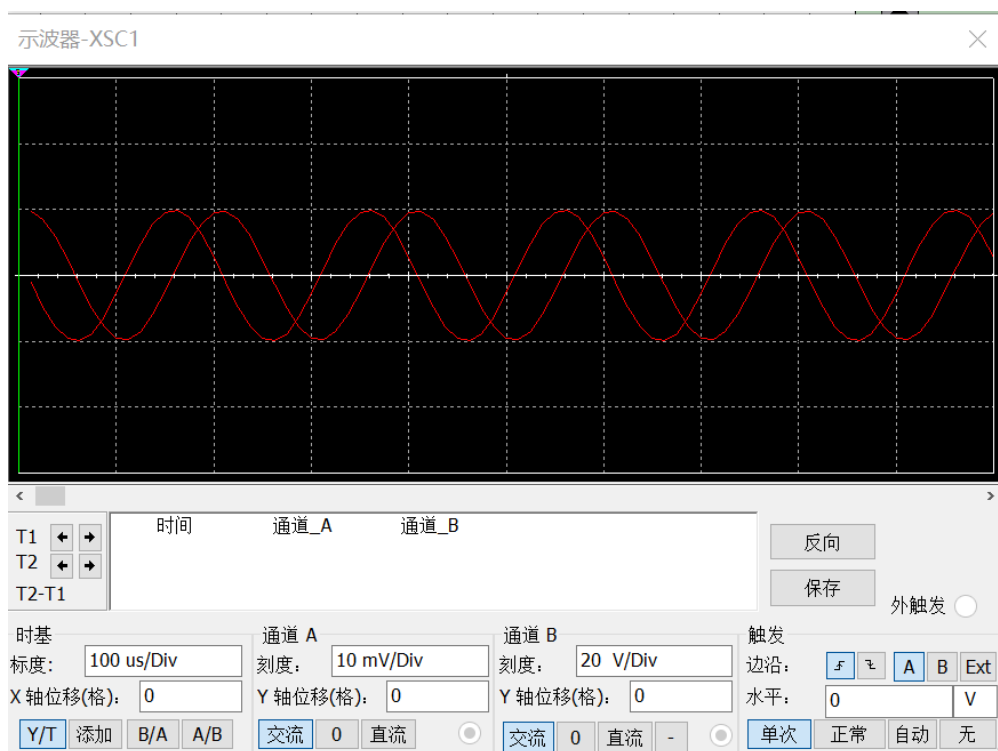 示波器-XSC1
时间 通道_A 通道_B
T1
T2
T2-T1
反向
保存
外触发
时基
标度: 100 us/Div
X 轴位移(格): 0
Y/T 添加 B/A A/B
通道 A
刻度: 10 mV/Div
Y 轴位移(格): 0
交流 0 直流
通道 B
刻度: 20 V/Div
Y 轴位移(格): 0
交流 0 直流 -
触发
边沿: A B Ext
水平: 0 V
单次 正常 自动 无